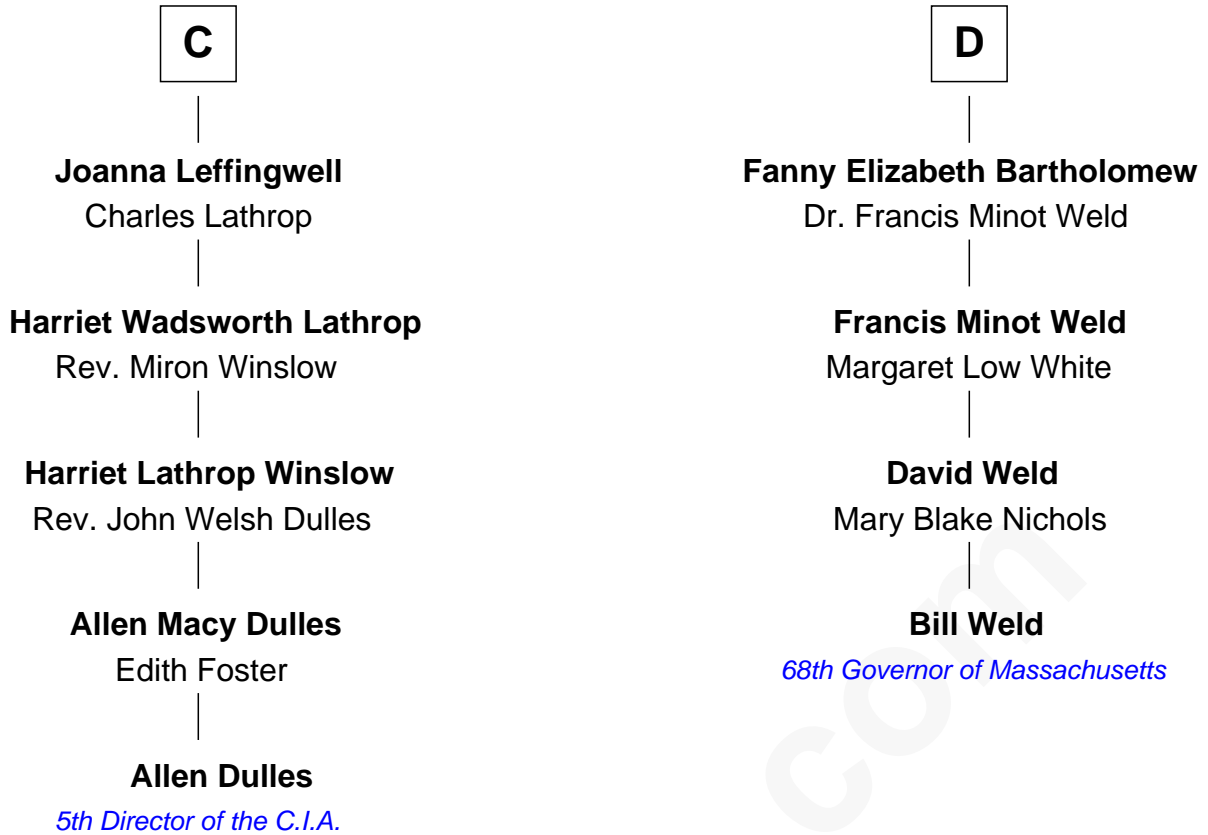 C
Joanna Leffingwell
Charles Lathrop
Harriet Wadsworth Lathrop
Rev. Miron Winslow
Harriet Lathrop Winslow
Rev. John Welsh Dulles
Allen Macy Dulles
Edith Foster
Allen Dulles
5th Director of the C.I.A.
D
Fanny Elizabeth Bartholomew
Dr. Francis Minot Weld
Francis Minot Weld
Margaret Low White
David Weld
Mary Blake Nichols
Bill Weld
68th Governor of Massachusetts
com